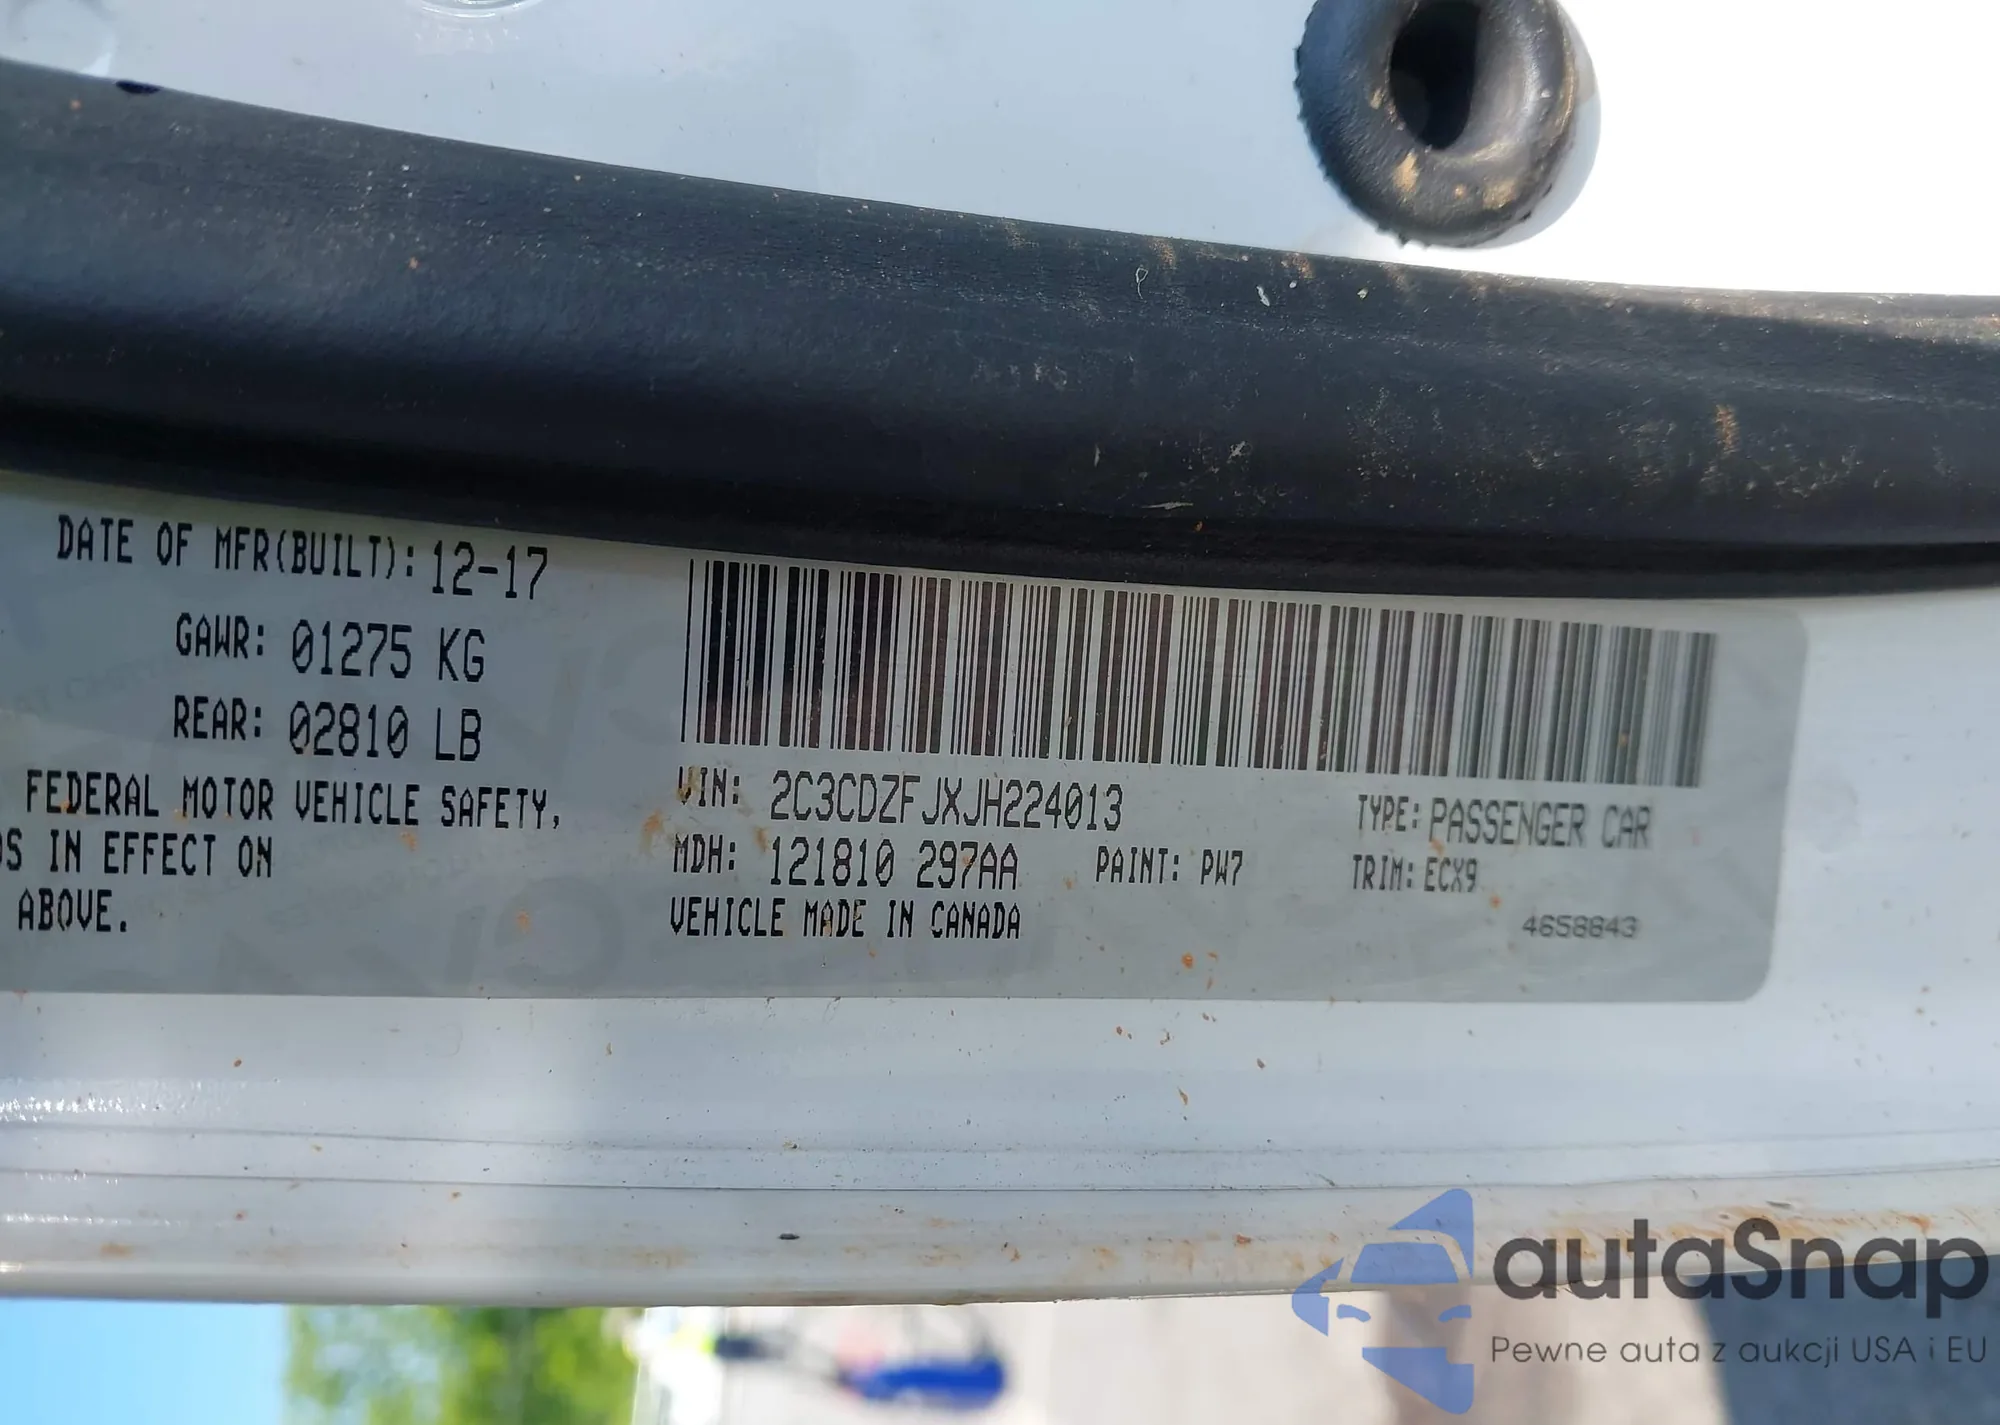 DATE OF MFR(BUILT): 12-17
GAWR: 01275 KG
REAR: 02810 LB
FEDERAL MOTOR VEHICLE SAFETY,
DS IN EFFECT ON
ABOVE.
VIN: 2C3CDZFJXJH224013
TYPE: PASSENGER CAR
MDH: 121810 297AA
PAINT: PW7
TRIM: ECX9
VEHICLE MADE IN CANADA
4658843
autaSnap
Pewne auta z aukcji USA i EU